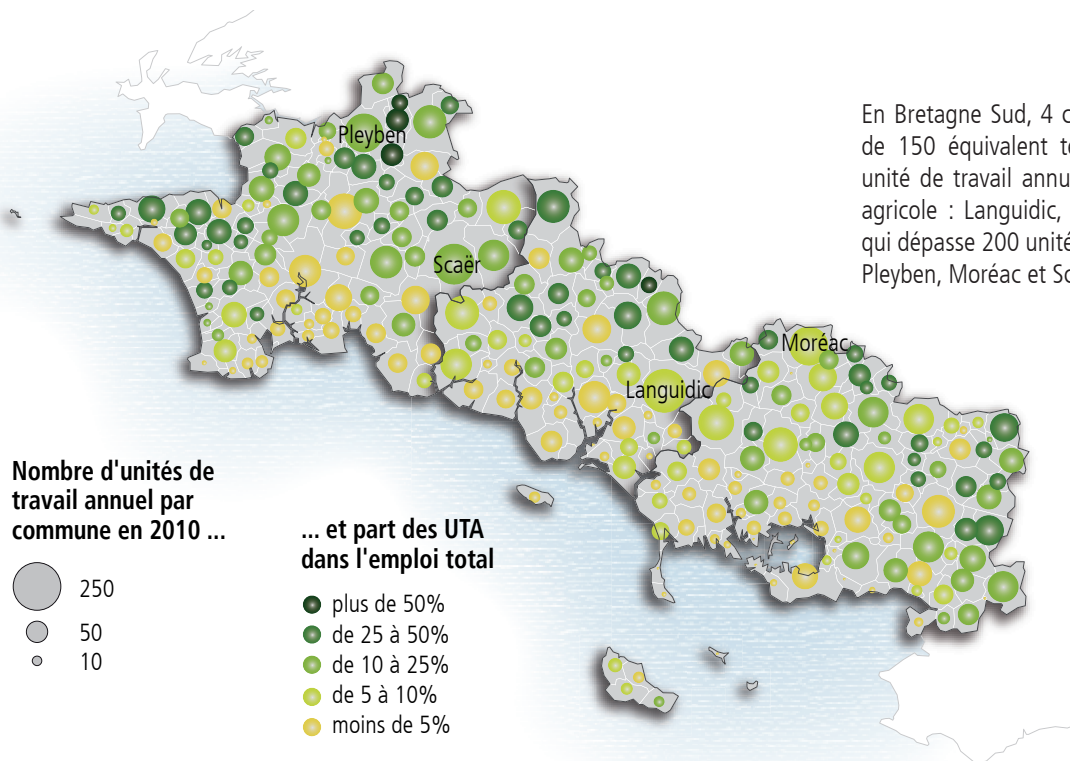 En Bretagne Sud, 4 c
de 150 équivalent te
unité de travail annu
agricole : Languidic,
qui dépasse 200 unité
Pleyben, Moréac et Sc
Pleyben
Scaër
Moréac
Languidic
Nombre d'unités de
travail annuel par
commune en 2010 ...
250
50
10
... et part des UTA
dans l'emploi total
plus de 50%
de 25 à 50%
de 10 à 25%
de 5 à 10%
moins de 5%